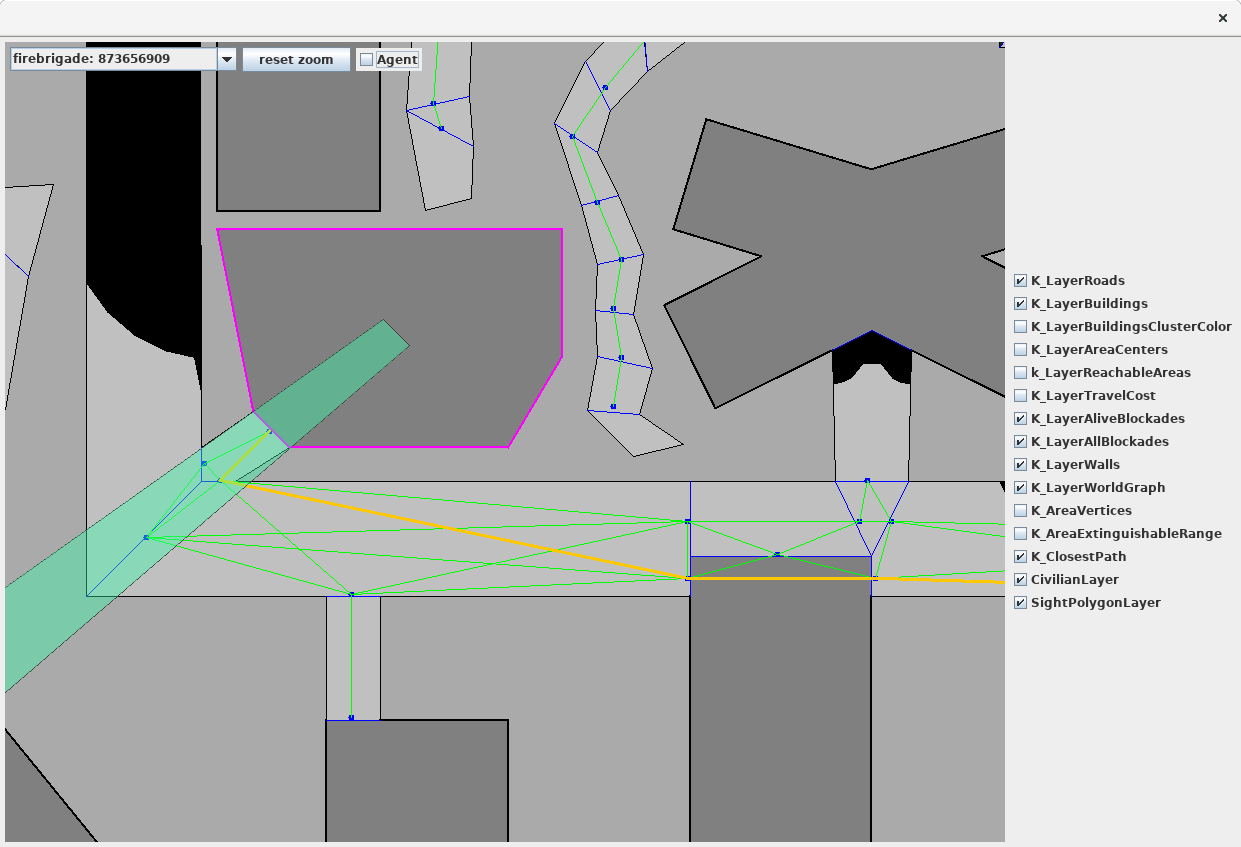 firebrigade: 873656909
reset zoom
Agent
K_LayerRoads
K_LayerBuildings
K_LayerBuildingsClusterColor
K_LayerAreaCenters
k_LayerReachableAreas
K_LayerTravelCost
K_LayerAliveBlockades
K_LayerAllBlockades
K_LayerWalls
K_LayerWorldGraph
K_AreaVertices
K_AreaExtinguishableRange
K_ClosestPath
CivilianLayer
SightPolygonLayer